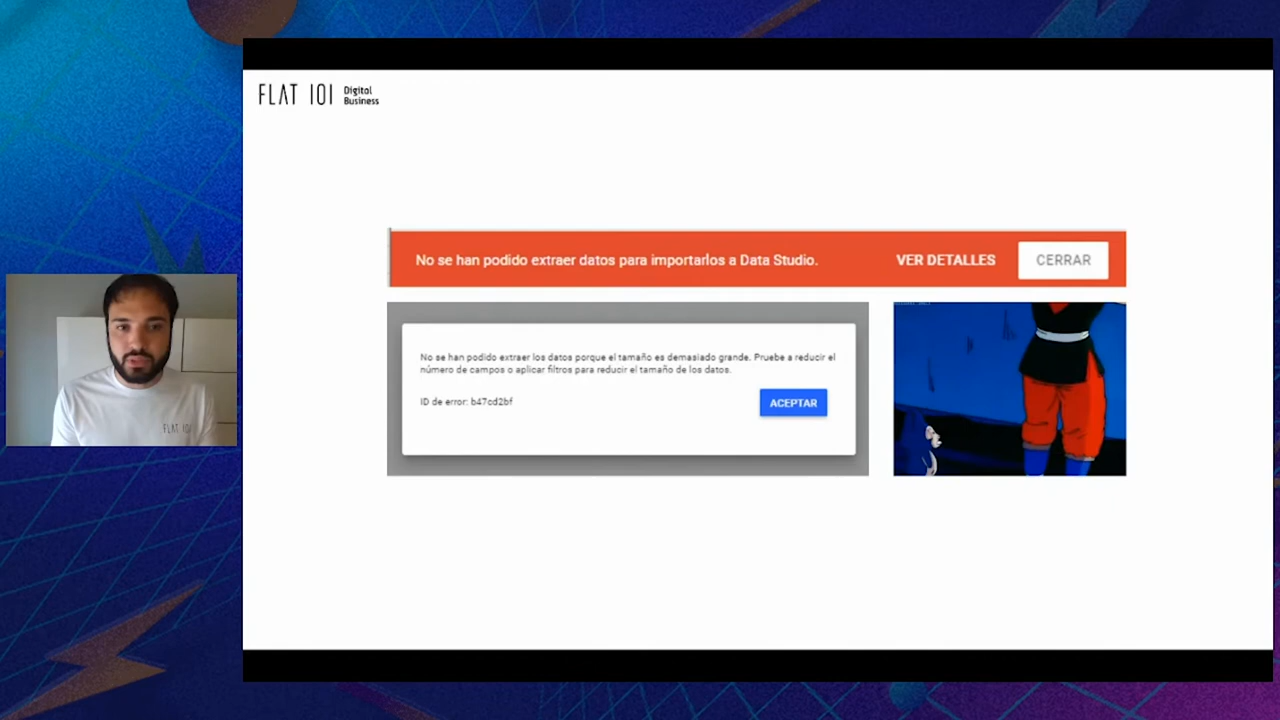 FLAT 101 Digital
Business
No se han podido extraer datos para importarlos a Data Studio. VER DETALLES CERRAR
No se han podido extraer los datos porque el tamaño es demasiado grande. Pruebe a reducir el
número de campos o aplicar filtros para reducir el tamaño de los datos.
ID de error: b47cd2bf
ACEPTAR
FLAT 101